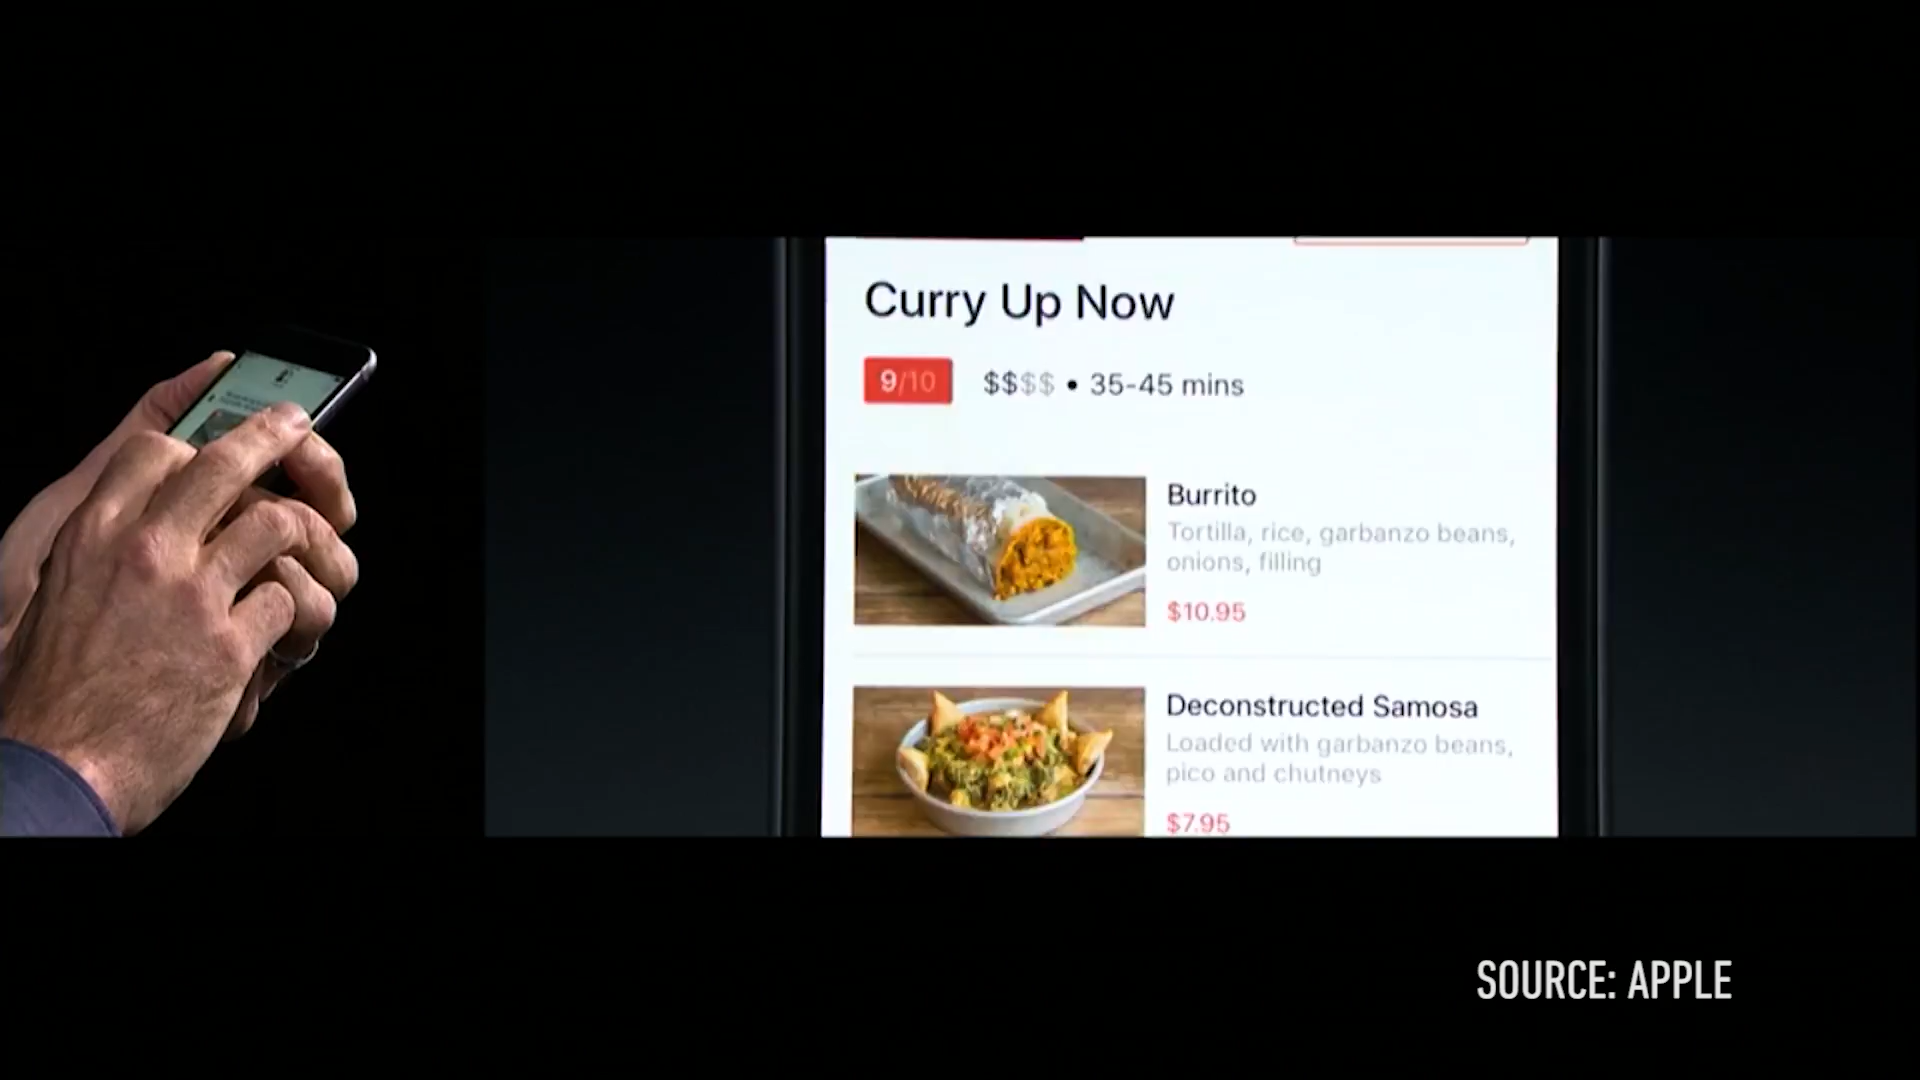 Curry Up Now
9/10 $$$$ • 35-45 mins
Burrito
Tortilla, rice, garbanzo beans,
onions, filling
$10.95
Deconstructed Samosa
Loaded with garbanzo beans,
pico and chutneys
$7.95
SOURCE: APPLE